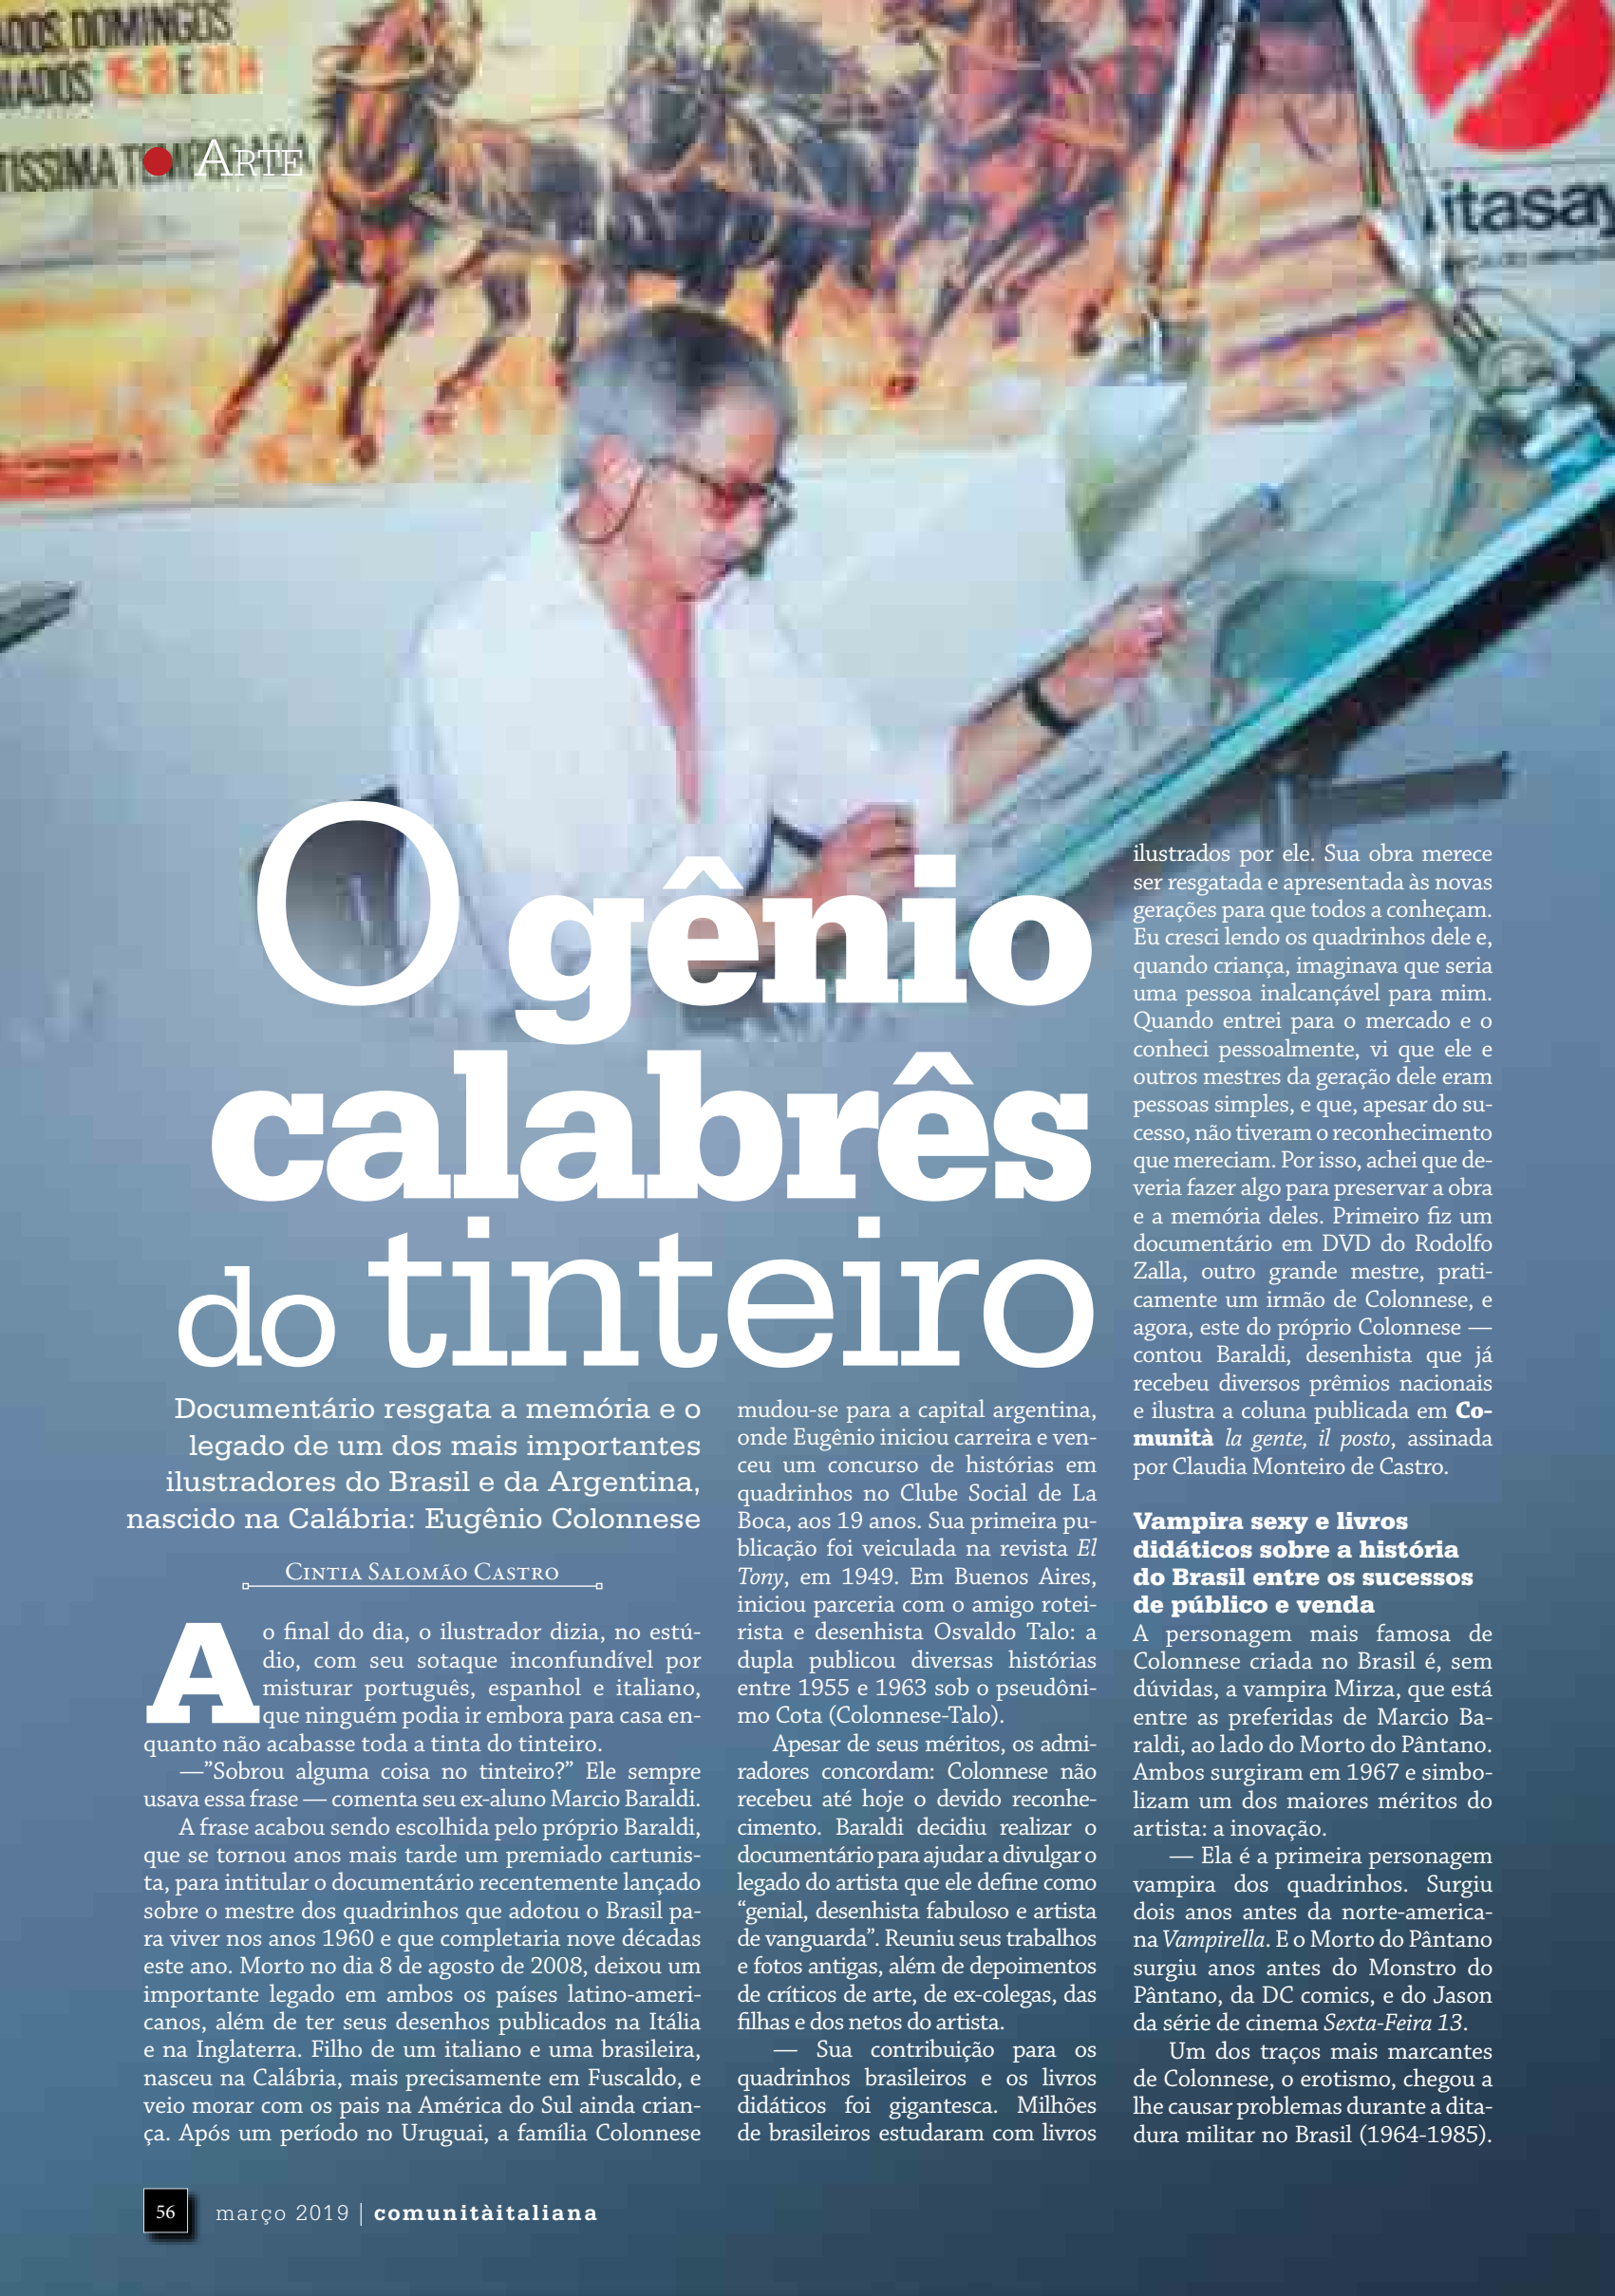 DOS DOMINGOS
E
TISSIMA
itasay
● ARTE
O gênio
calabrês
do tinteiro
Documentário resgata a memória e o
legado de um dos mais importantes
ilustradores do Brasil e da Argentina,
nascido na Calábria: Eugênio Colonnese
CINTIA SALOMÃO CASTRO
Ao final do dia, o ilustrador dizia, no estú-
dio, com seu sotaque inconfundível por
misturar português, espanhol e italiano,
que ninguém podia ir embora para casa en-
quanto não acabasse toda a tinta do tinteiro.
—”Sobrou alguma coisa no tinteiro?” Ele sempre
usava essa frase — comenta seu ex-aluno Marcio Baraldi.
A frase acabou sendo escolhida pelo próprio Baraldi,
que se tornou anos mais tarde um premiado cartunis-
ta, para intitular o documentário recentemente lançado
sobre o mestre dos quadrinhos que adotou o Brasil pa-
ra viver nos anos 1960 e que completaria nove décadas
este ano. Morto no dia 8 de agosto de 2008, deixou um
importante legado em ambos os países latino-ameri-
canos, além de ter seus desenhos publicados na Itália
e na Inglaterra. Filho de um italiano e uma brasileira,
nasceu na Calábria, mais precisamente em Fuscaldo, e
veio morar com os pais na América do Sul ainda crian-
ça. Após um período no Uruguai, a família Colonnese
mudou-se para a capital argentina,
onde Eugênio iniciou carreira e ven-
ceu um concurso de histórias em
quadrinhos no Clube Social de La
Boca, aos 19 anos. Sua primeira pu-
blicação foi veiculada na revista El
Tony, em 1949. Em Buenos Aires,
iniciou parceria com o amigo rotei-
rista e desenhista Osvaldo Talo: a
dupla publicou diversas histórias
entre 1955 e 1963 sob o pseudôni-
mo Cota (Colonnese-Talo).
Apesar de seus méritos, os admi-
radores concordam: Colonnese não
recebeu até hoje o devido reconhe-
cimento. Baraldi decidiu realizar o
documentário para ajudar a divulgar o
legado do artista que ele define como
“genial, desenhista fabuloso e artista
de vanguarda”. Reuniu seus trabalhos
e fotos antigas, além de depoimentos
de críticos de arte, de ex-colegas, das
filhas e dos netos do artista.
— Sua contribuição para os
quadrinhos brasileiros e os livros
didáticos foi gigantesca. Milhões
de brasileiros estudaram com livros
ilustrados por ele. Sua obra merece
ser resgatada e apresentada às novas
gerações para que todos a conheçam.
Eu cresci lendo os quadrinhos dele e,
quando criança, imaginava que seria
uma pessoa inalcançável para mim.
Quando entrei para o mercado e o
conheci pessoalmente, vi que ele e
outros mestres da geração dele eram
pessoas simples, e que, apesar do su-
cesso, não tiveram o reconhecimento
que mereciam. Por isso, achei que de-
veria fazer algo para preservar a obra
e a memória deles. Primeiro fiz um
documentário em DVD do Rodolfo
Zalla, outro grande mestre, prati-
camente um irmão de Colonnese, e
agora, este do próprio Colonnese —
contou Baraldi, desenhista que já
recebeu diversos prêmios nacionais
e ilustra a coluna publicada em Co-
munità la gente, il posto, assinada
por Claudia Monteiro de Castro.
Vampira sexy e livros
didáticos sobre a história
do Brasil entre os sucessos
de público e venda
A personagem mais famosa de
Colonnese criada no Brasil é, sem
dúvidas, a vampira Mirza, que está
entre as preferidas de Marcio Ba-
raldi, ao lado do Morto do Pântano.
Ambos surgiram em 1967 e simbo-
lizam um dos maiores méritos do
artista: a inovação.
— Ela é a primeira personagem
vampira dos quadrinhos. Surgiu
dois anos antes da norte-america-
na Vampirella. E o Morto do Pântano
surgiu anos antes do Monstro do
Pântano, da DC comics, e do Jason
da série de cinema Sexta-Feira 13.
Um dos traços mais marcantes
de Colonnese, o erotismo, chegou a
lhe causar problemas durante a dita-
dura militar no Brasil (1964-1985).
56 março 2019 | comunitàitaliana